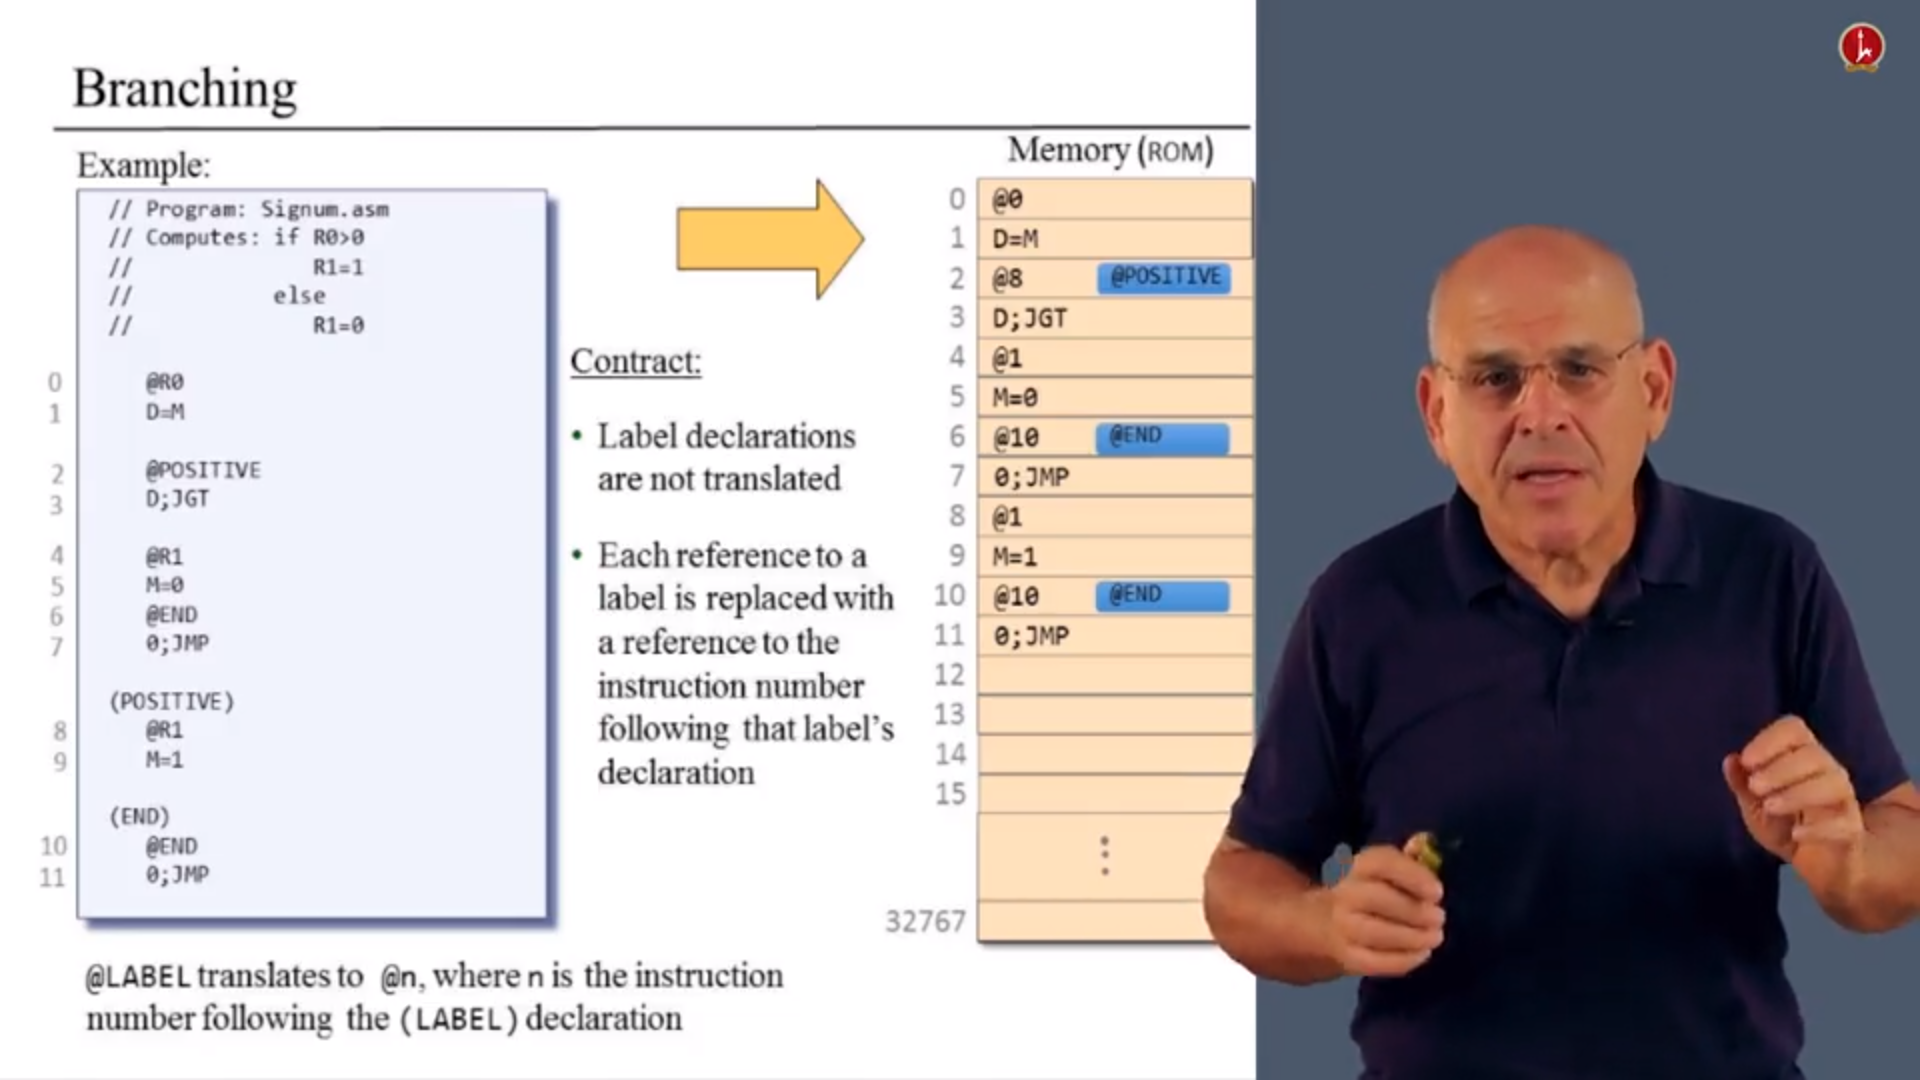 Branching
Example:
// Program: Signum.asm
// Computes: if R0>0
//              R1=1
//           else
//              R1=0
0 @R0
1 D=M
2 @POSITIVE
3 D;JGT
4 @R1
5 M=0
6 @END
7 0;JMP
(POSITIVE)
8 @R1
9 M=1
(END)
10 @END
11 0;JMP
Contract:
• Label declarations
are not translated
• Each reference to a
label is replaced with
a reference to the
instruction number
following that label's
declaration
Memory (ROM)
0 @0
1 D=M
2 @8 @POSITIVE
3 D;JGT
4 @1
5 M=0
6 @10 @END
7 0;JMP
8 @1
9 M=1
10 @10 @END
11 0;JMP
12
13
14
15
32767
@LABEL translates to @n, where n is the instruction
number following the (LABEL) declaration